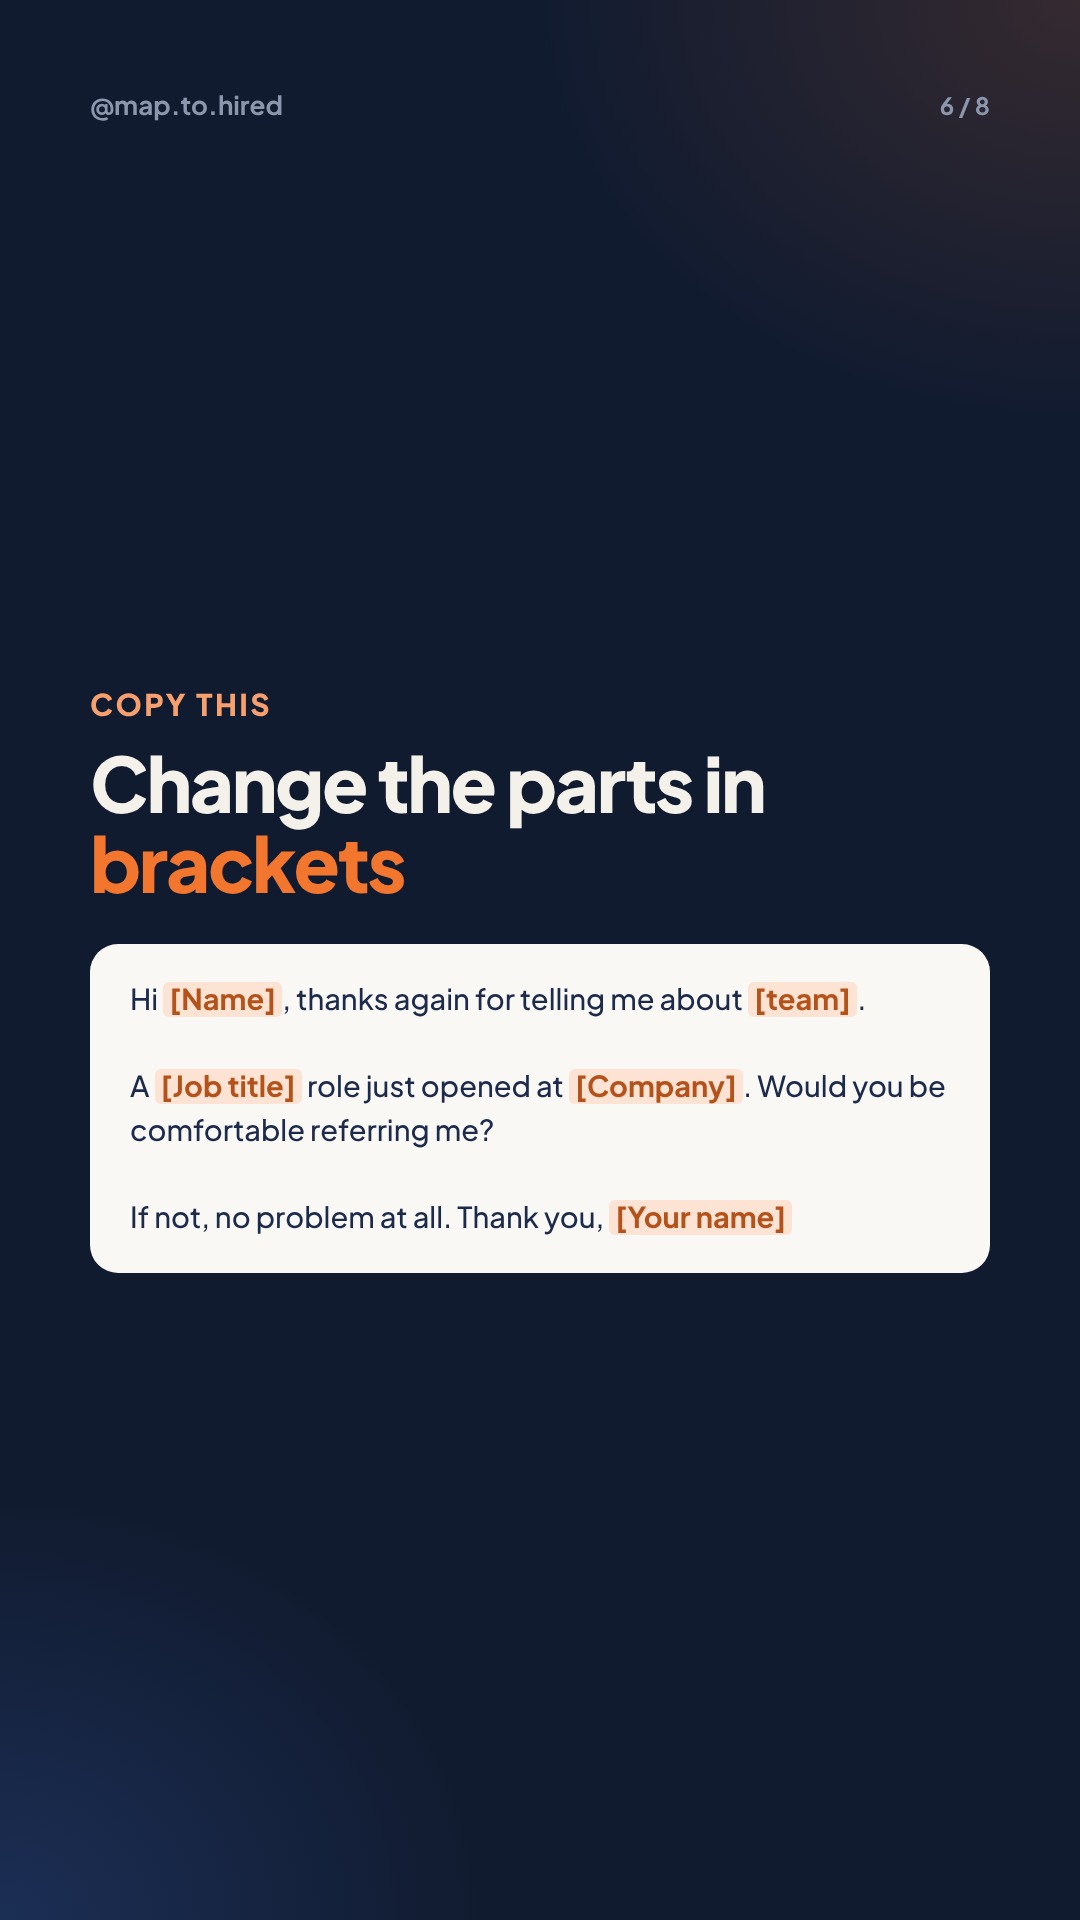 @map.to.hired
6 / 8
COPY THIS
Change the parts in
brackets
Hi [Name], thanks again for telling me about [team].
A [Job title] role just opened at [Company]. Would you be
comfortable referring me?
If not, no problem at all. Thank you, [Your name]